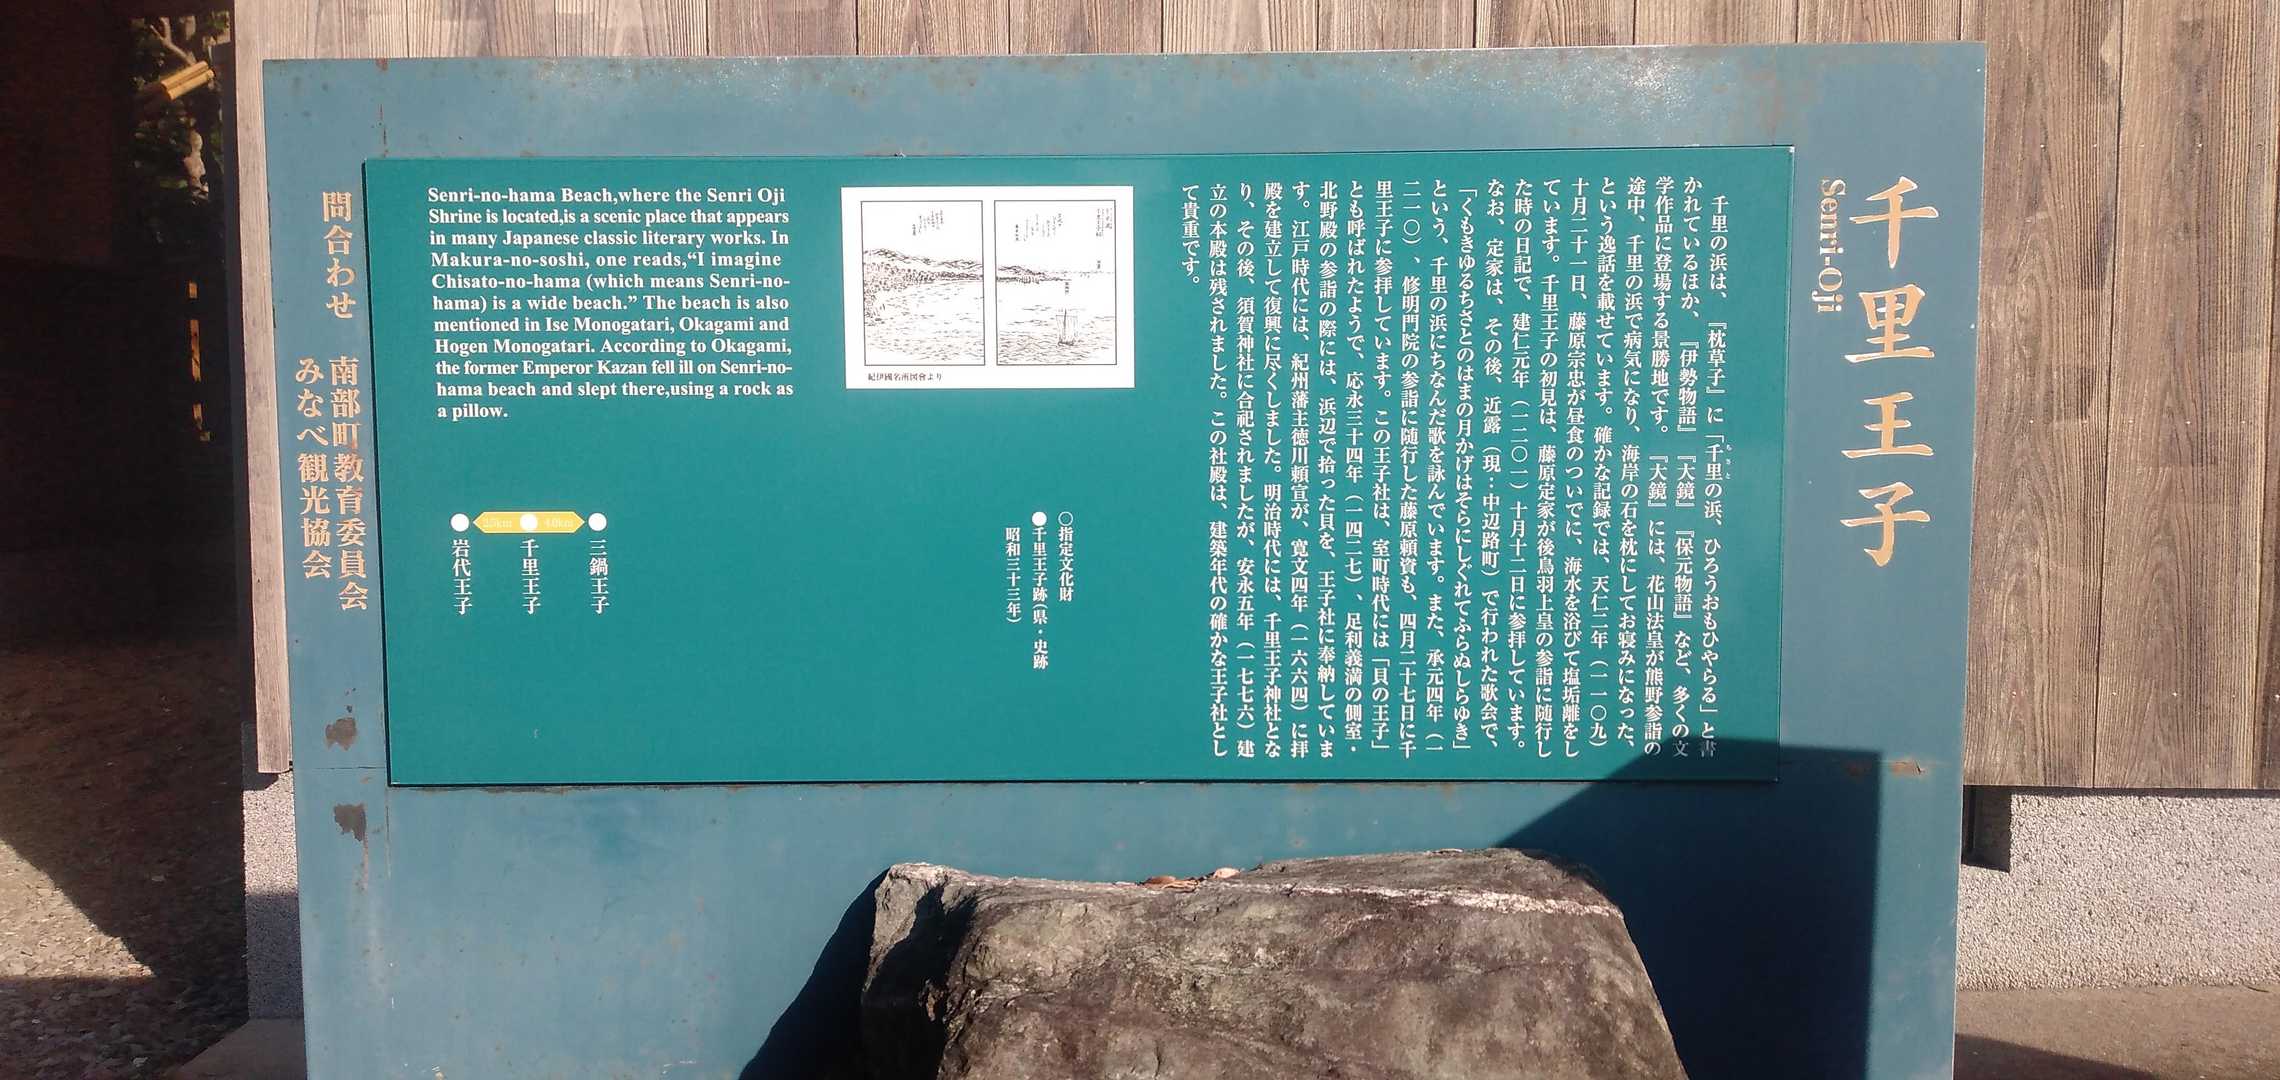 千里王子
Senri-Oji
千里の浜は、『枕草子』に「千里の浜、ひろうおもひやらる」と書
ちさと
かれているほか、『伊勢物語』『大鏡』『保元物語』など、多くの文
学作品に登場する景勝地です。『大鏡』には、花山法皇が熊野参詣の
途中、千里の浜で病気になり、海岸の石を枕にしてお寝みになった、
という逸話を載せています。確かな記録では、天仁二年（一一〇九）
十月二十一日、藤原宗忠が昼食のついでに、海水を浴びて塩垢離をし
ています。千里王子の初見は、藤原定家が後鳥羽上皇の参詣に随行し
た時の日記で、建仁元年（一二〇一）十月十二日に参拝しています。
なお、定家は、その後、近露（現：中辺路町）で行われた歌会で、
「くもきゆるちさとのはまの月かげはそらにしぐれてふらぬしらゆき」
という、千里の浜にちなんだ歌を詠んでいます。また、承元四年（一
二一〇）、修明門院の参詣に随行した藤原頼資も、四月二十七日に千
里王子に参拝しています。この王子社は、室町時代には「貝の王子」
とも呼ばれたようで、応永三十四年（一四二七）、足利義満の側室・
北野殿の参詣の際には、浜辺で拾った貝を、王子社に奉納していま
す。江戸時代には、紀州藩主徳川頼宣が、寛文四年（一六六四）に拝
殿を建立して復興に尽くしました。明治時代には、千里王子神社とな
り、その後、須賀神社に合祀されましたが、安永五年（一七七六）建
立の本殿は残されました。この社殿は、建築年代の確かな王子社とし
て貴重です。
紀伊國名所図會より
○指定文化財
●千里王子跡（県・史跡
昭和三十三年）
Senri-no-hama Beach,where the Senri Oji
Shrine is located,is a scenic place that appears
in many Japanese classic literary works. In
Makura-no-soshi, one reads,“I imagine
Chisato-no-hama (which means Senri-no-
hama) is a wide beach.” The beach is also
mentioned in Ise Monogatari, Okagami and
Hogen Monogatari. According to Okagami,
the former Emperor Kazan fell ill on Senri-no-
hama beach and slept there,using a rock as
a pillow.
2.5km 4.0km
三鍋王子
千里王子
岩代王子
問合わせ 南部町教育委員会
みなべ観光協会